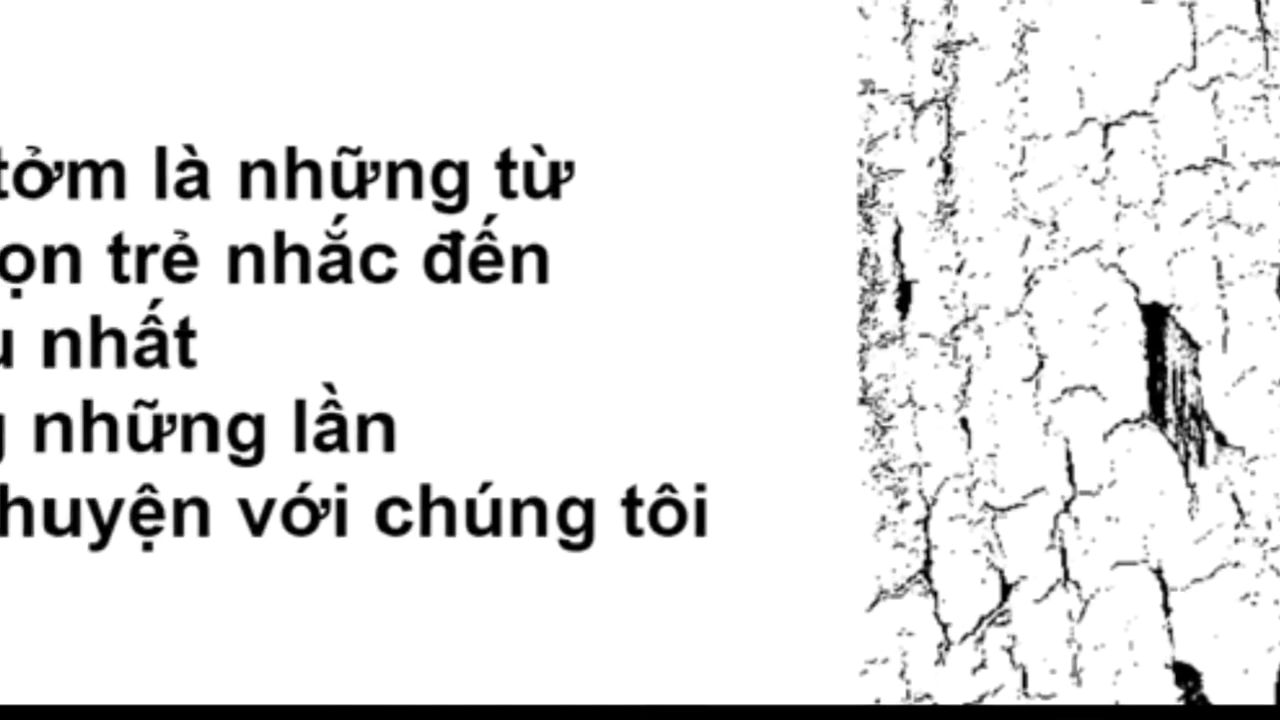 tởm là những từ
ọn trẻ nhắc đến
nhất
những lần
huyện với chúng tôi